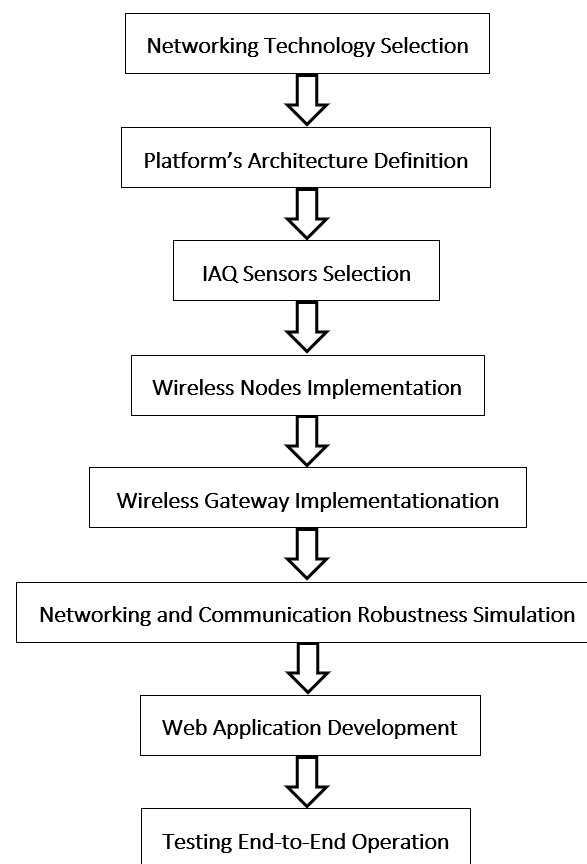 Networking Technology Selection
Platform’s Architecture Definition
IAQ Sensors Selection
Wireless Nodes Implementation
Wireless Gateway Implementationation
Networking and Communication Robustness Simulation
Web Application Development
Testing End-to-End Operation